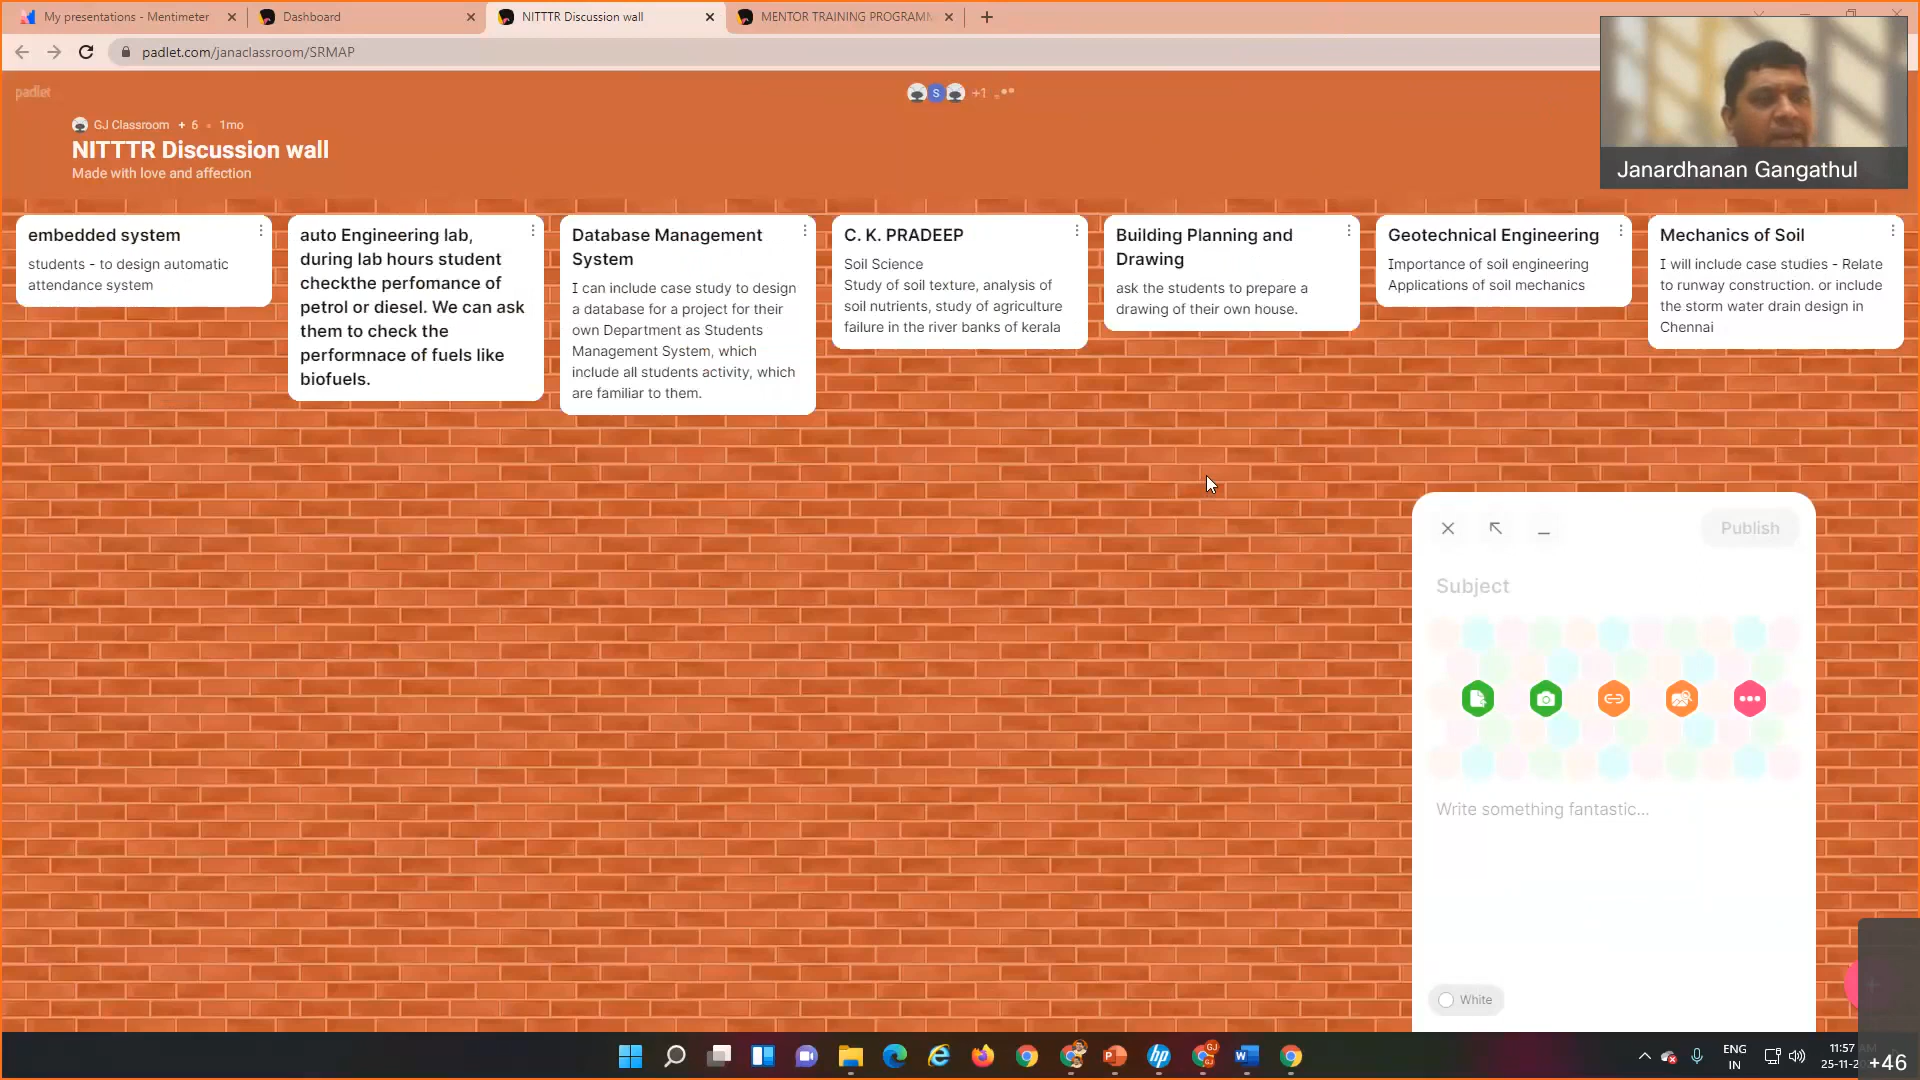 My presentations - Mentimeter
Dashboard
NITTTR Discussion wall
MENTOR TRAINING PROGRAMM
padlet.com/janaclassroom/SRMAP
padlet
S
+1
GJ Classroom + 6 • 1mo
NITTTR Discussion wall
Made with love and affection
Janardhanan Gangathul
embedded system
students - to design automatic
attendance system
auto Engineering lab,
during lab hours student
checkthe perfomance of
petrol or diesel. We can ask
them to check the
performnace of fuels like
biofuels.
Database Management
System
I can include case study to design
a database for a project for their
own Department as Students
Management System, which
include all students activity, which
are familiar to them.
C. K. PRADEEP
Soil Science
Study of soil texture, analysis of
soil nutrients, study of agriculture
failure in the river banks of kerala
Building Planning and
Drawing
ask the students to prepare a
drawing of their own house.
Geotechnical Engineering
Importance of soil engineering
Applications of soil mechanics
Mechanics of Soil
I will include case studies - Relate
to runway construction. or include
the storm water drain design in
Chennai
Publish
Subject
Write something fantastic...
White
ENG
IN
11:57
25-11-
+46